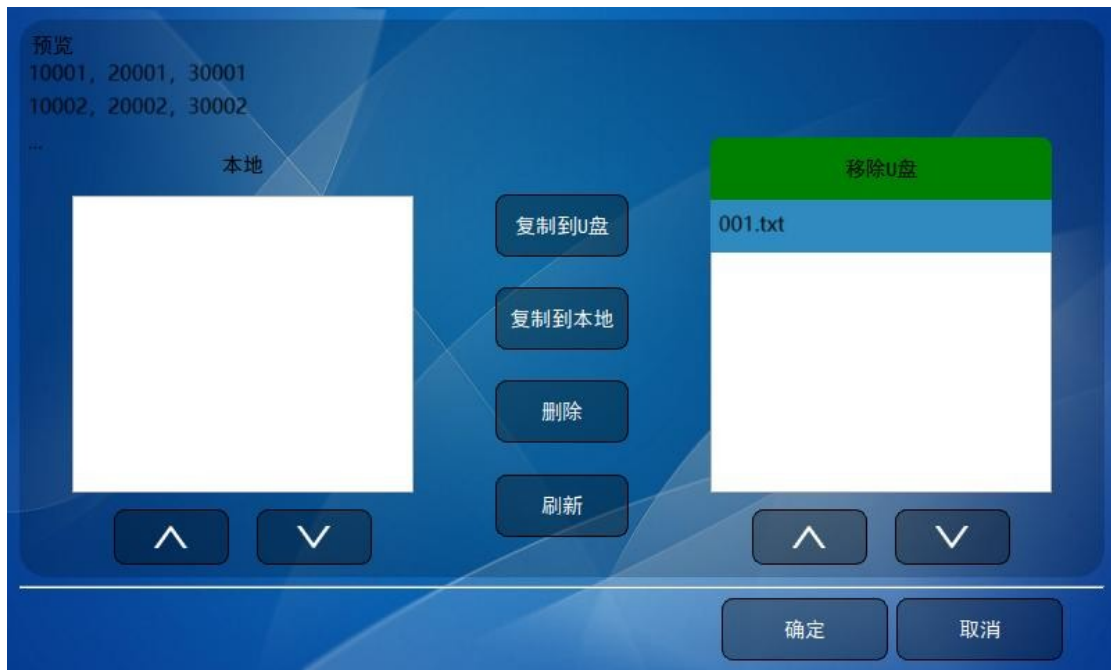 预览
10001, 20001, 30001
10002, 20002, 30002
...
本地
移除U盘
复制到U盘
001.txt
复制到本地
删除
刷新
确定
取消